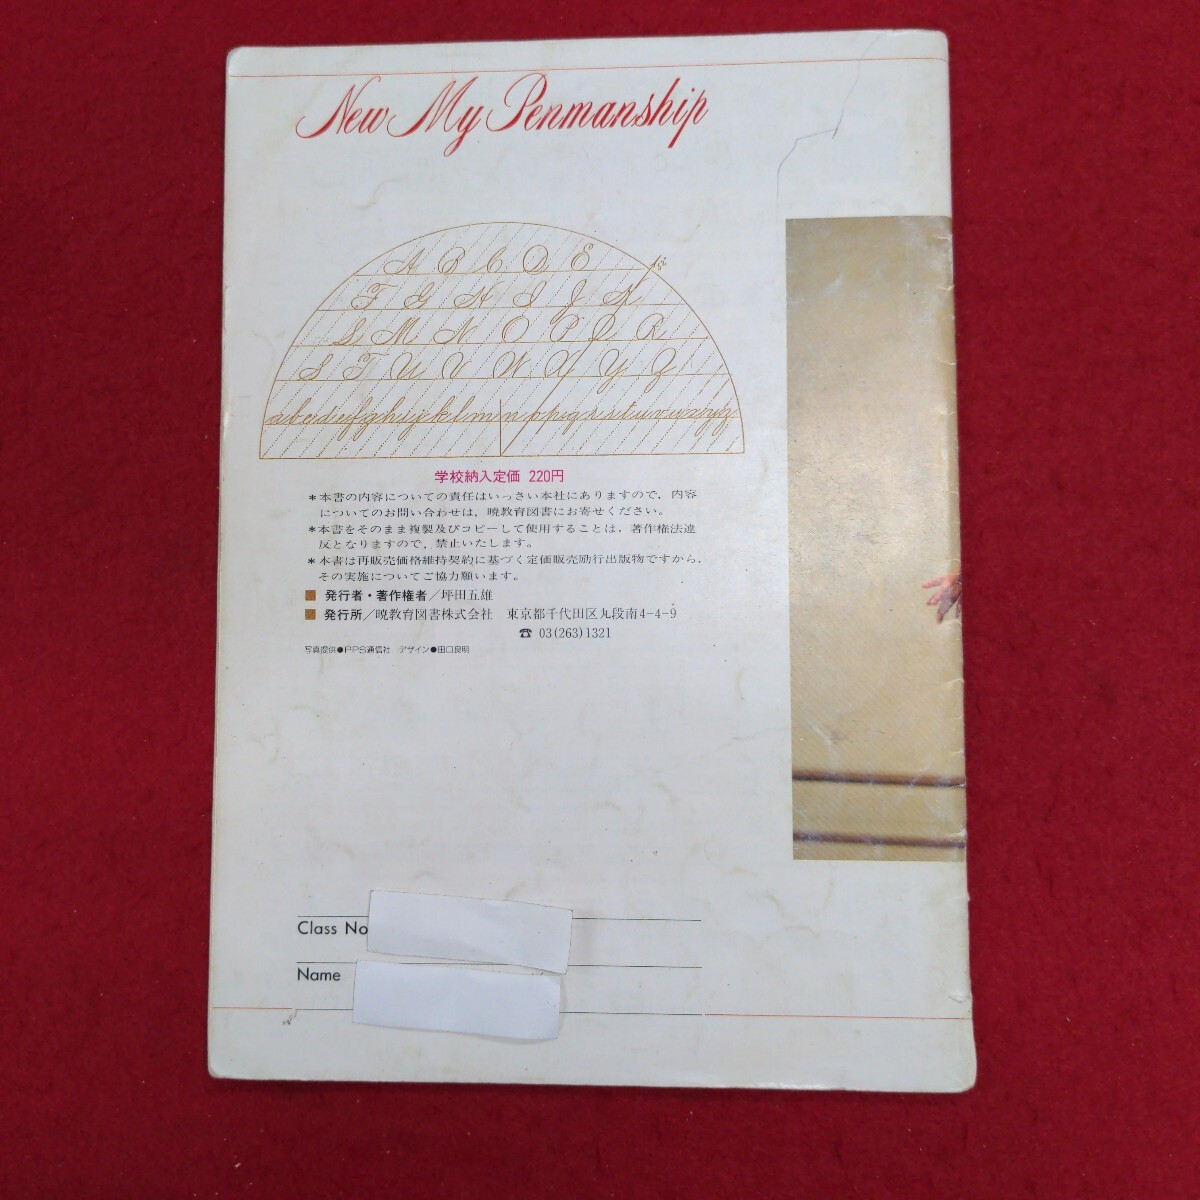 New My Penmanship
A B C D E
F G H I J K
L M N O P Q R
S T U V W X Y Z
abcdefghijklmnopqrstuvwxyz
学校納入定価 220円
*本書の内容についての責任はいっさい本社にありますので，内容
についてのお問い合わせは，暁教育図書にお寄せください。
*本書をそのまま複製及びコピーして使用することは，著作権法違
反となりますので，禁止いたします。
*本書は再販売価格維持契約に基づく定価販売励行出版物ですから，
その実施についてご協力願います。
■ 発行者・著作権者／坪田五雄
■ 発行所／暁教育図書株式会社 東京都千代田区九段南4-4-9
☎ 03(263)1321
写真提供●PPS通信社 デザイン●田口良明
Class No
Name